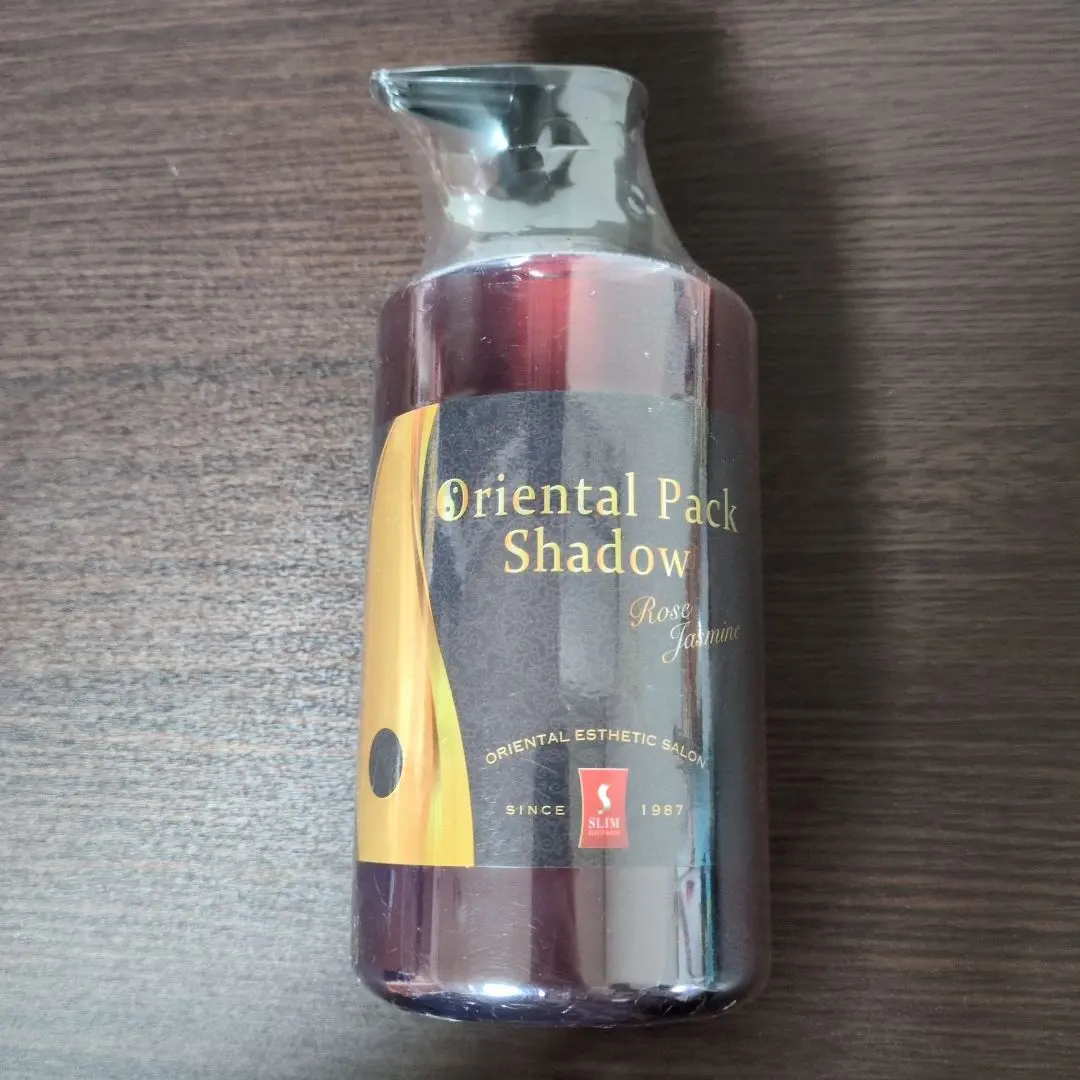 Oriental Pack
Shadow
Rose
Jasmine
ORIENTAL ESTHETIC SALON
SINCE 1987
SLIM